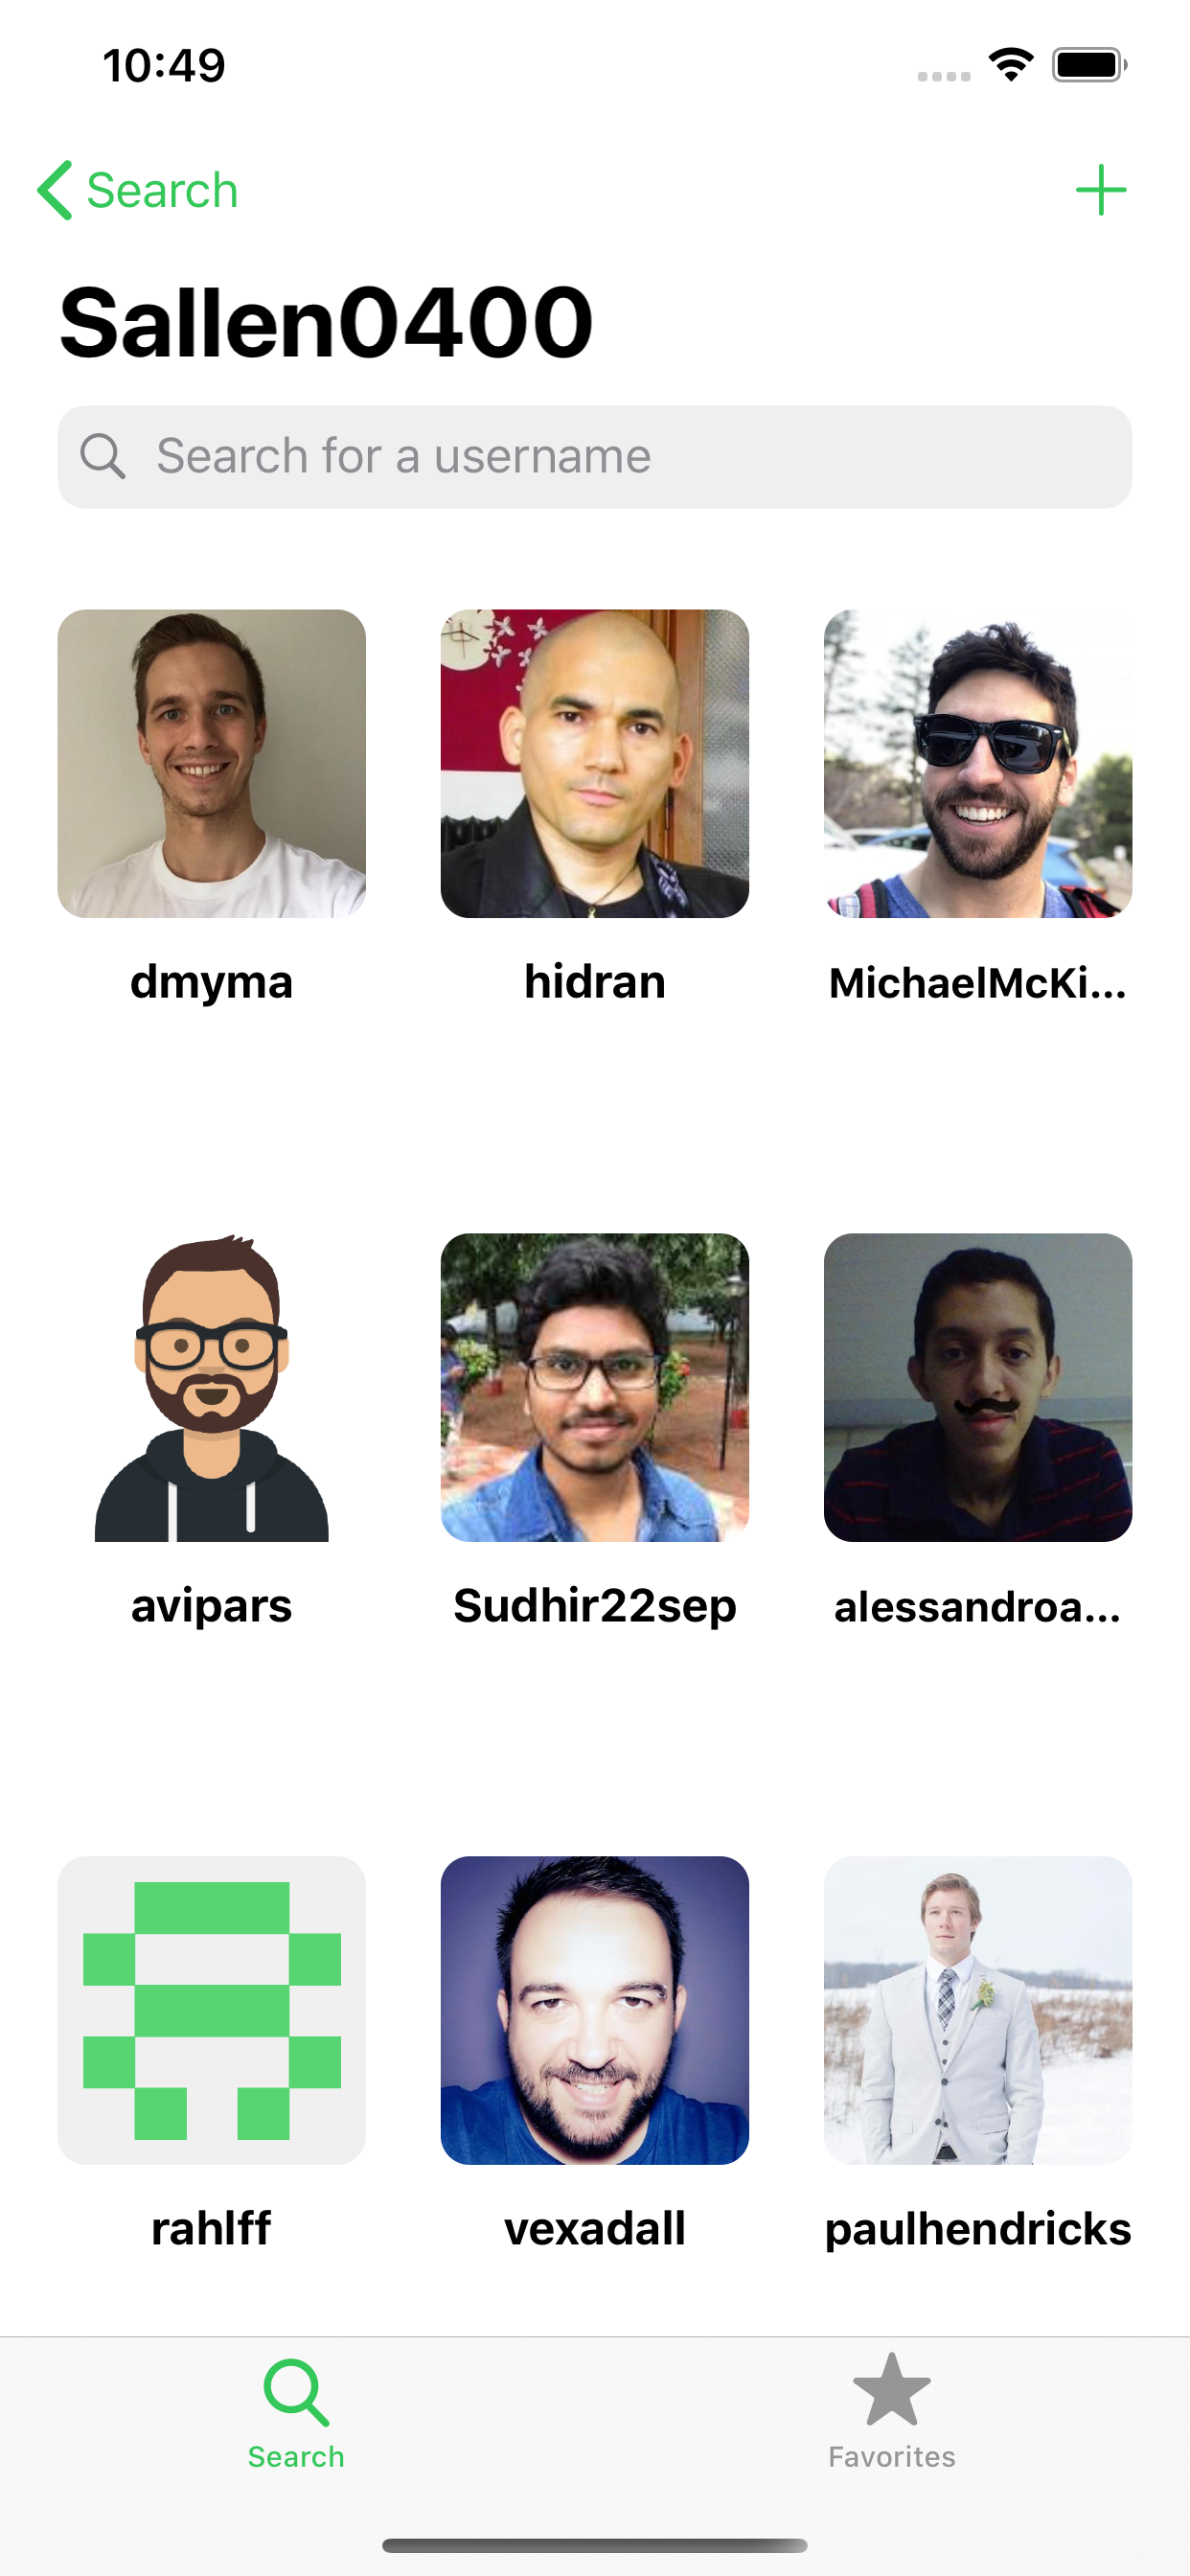 10:49
Search
Sallen0400
Search for a username
dmyma hidran MichaelMcKi...
avipars Sudhir22sep alessandroa...
rahlff vexadall paulhendricks
Search Favorites